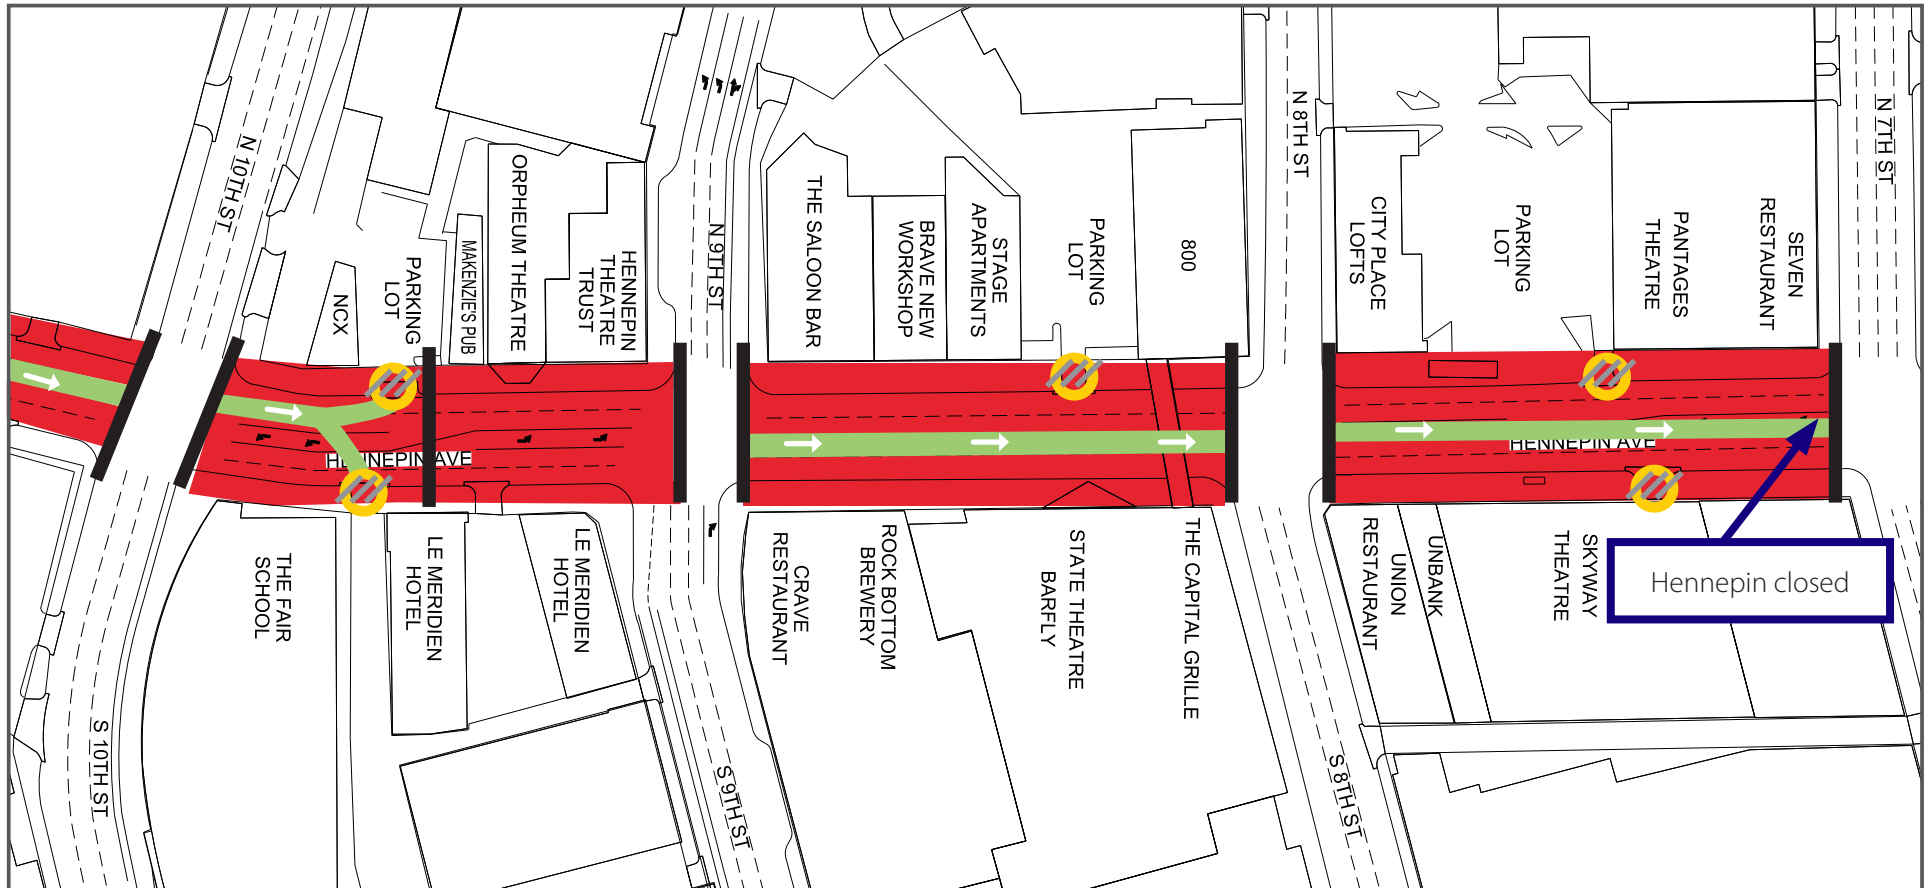 N 10TH ST
NCX
PARKING
LOT
MAKENZIE'S PUB
ORPHEUM THEATRE
HENNEPIN
THEATRE
TRUST
N 9TH ST
THE SALOON BAR
BRAVE NEW
WORKSHOP
STAGE
APARTMENTS
PARKING
LOT
800
N 8TH ST
CITY PLACE
LOFTS
PARKING
LOT
PANTAGES
THEATRE
SEVEN
RESTAURANT
N 7TH ST
HENNEPIN AVE
HENNEPIN AVE
S 10TH ST
THE FAIR
SCHOOL
LE MERIDIEN
HOTEL
LE MERIDIEN
HOTEL
S 9TH ST
CRAVE
RESTAURANT
ROCK BOTTOM
BREWERY
STATE THEATRE
BARFLY
THE CAPITAL GRILLE
S 8TH ST
UNION
RESTAURANT
UNBANK
SKYWAY
THEATRE
Hennepin closed